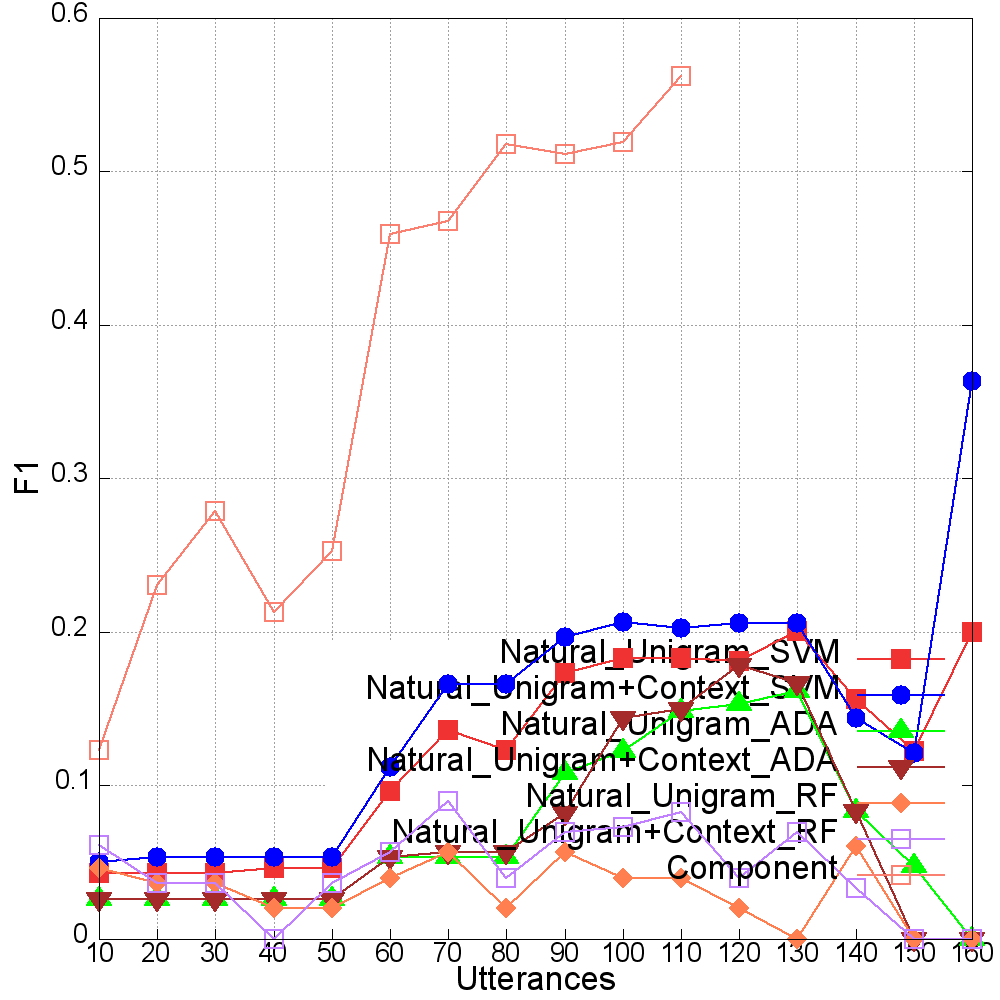 0.6
0.5
0.4
0.3
0.2
0.1
0
F1
Natural_Unigram_SVM
Natural_Unigram+Context_SVM
Natural_Unigram_ADA
Natural_Unigram+Context_ADA
Natural_Unigram_RF
Natural_Unigram+Context_RF
Component
10 20 30 40 50 60 70 80 90 100 110 120 130 140 150 160
Utterances